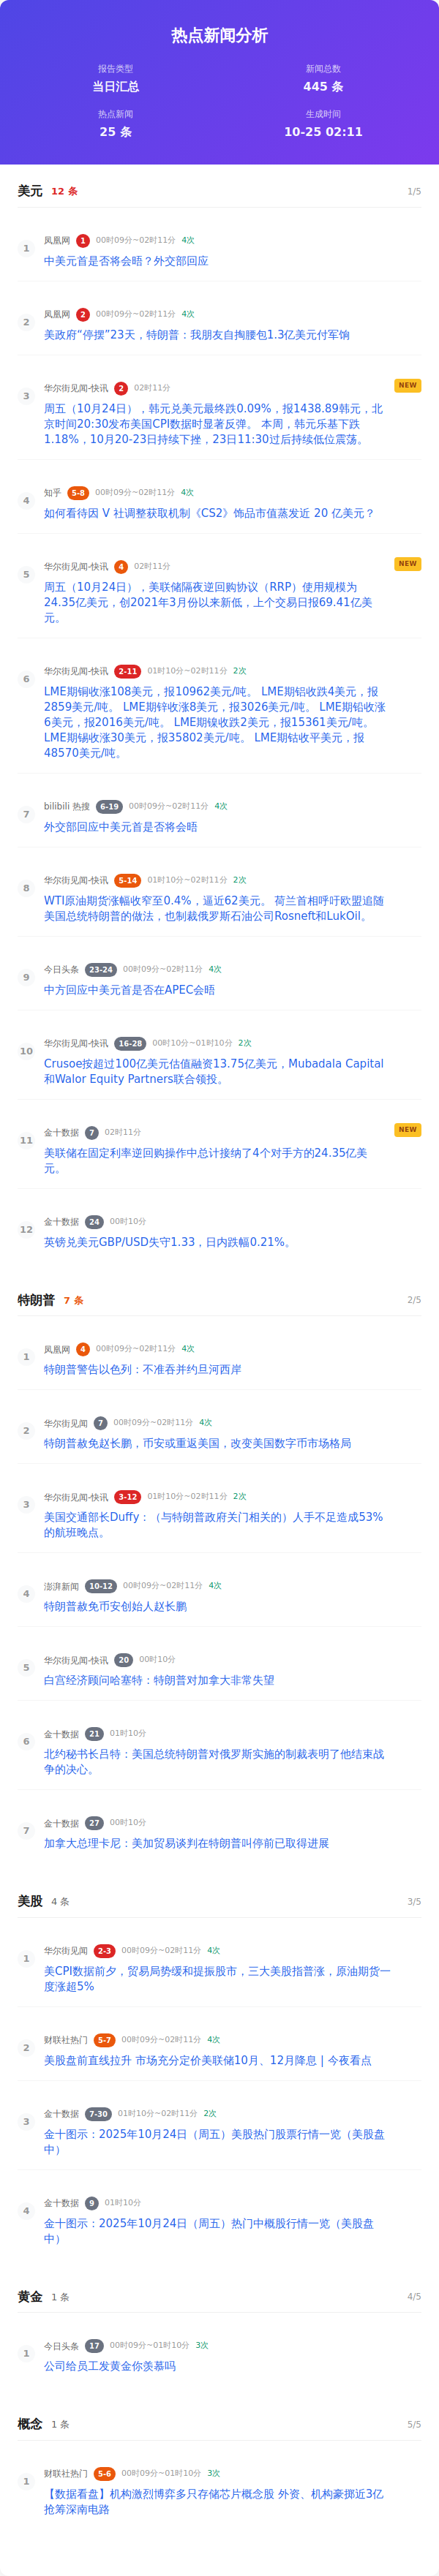 热点新闻分析
报告类型 新闻总数
当日汇总 445 条
热点新闻 生成时间
25 条 10-25 02:11
美元 12 条 1/5
1
凤凰网 1 00时09分~02时11分 4次
中美元首是否将会晤？外交部回应
2
凤凰网 2 00时09分~02时11分 4次
美政府“停摆”23天，特朗普：我朋友自掏腰包1.3亿美元付军饷
3
华尔街见闻-快讯 2 02时11分 NEW
周五（10月24日），韩元兑美元最终跌0.09%，报1438.89韩元，北
京时间20:30发布美国CPI数据时显著反弹。 本周，韩元乐基下跌
1.18%，10月20-23日持续下挫，23日11:30过后持续低位震荡。
4
知乎 5-8 00时09分~02时11分 4次
如何看待因 V 社调整获取机制《CS2》饰品市值蒸发近 20 亿美元？
5
华尔街见闻-快讯 4 02时11分 NEW
周五（10月24日），美联储隔夜逆回购协议（RRP）使用规模为
24.35亿美元，创2021年3月份以来新低，上个交易日报69.41亿美
元。
6
华尔街见闻-快讯 2-11 01时10分~02时11分 2次
LME期铜收涨108美元，报10962美元/吨。 LME期铝收跌4美元，报
2859美元/吨。 LME期锌收涨8美元，报3026美元/吨。 LME期铅收涨
6美元，报2016美元/吨。 LME期镍收跌2美元，报15361美元/吨。
LME期锡收涨30美元，报35802美元/吨。 LME期钴收平美元，报
48570美元/吨。
7
bilibili 热搜 6-19 00时09分~02时11分 4次
外交部回应中美元首是否将会晤
8
华尔街见闻-快讯 5-14 01时10分~02时11分 2次
WTI原油期货涨幅收窄至0.4%，逼近62美元。 荷兰首相呼吁欧盟追随
美国总统特朗普的做法，也制裁俄罗斯石油公司Rosneft和LukOil。
9
今日头条 23-24 00时09分~02时11分 4次
中方回应中美元首是否在APEC会晤
10
华尔街见闻-快讯 16-28 00时10分~01时10分 2次
Crusoe按超过100亿美元估值融资13.75亿美元，Mubadala Capital
和Walor Equity Partners联合领投。
11
金十数据 7 02时11分 NEW
美联储在固定利率逆回购操作中总计接纳了4个对手方的24.35亿美
元。
12
金十数据 24 00时10分
英镑兑美元GBP/USD失守1.33，日内跌幅0.21%。
特朗普 7 条 2/5
1
凤凰网 4 00时09分~02时11分 4次
特朗普警告以色列：不准吞并约旦河西岸
2
华尔街见闻 7 00时09分~02时11分 4次
特朗普赦免赵长鹏，币安或重返美国，改变美国数字币市场格局
3
华尔街见闻-快讯 3-12 01时10分~02时11分 2次
美国交通部长Duffy：（与特朗普政府关门相关的）人手不足造成53%
的航班晚点。
4
澎湃新闻 10-12 00时09分~02时11分 4次
特朗普赦免币安创始人赵长鹏
5
华尔街见闻-快讯 20 00时10分
白宫经济顾问哈塞特：特朗普对加拿大非常失望
6
金十数据 21 01时10分
北约秘书长吕特：美国总统特朗普对俄罗斯实施的制裁表明了他结束战
争的决心。
7
金十数据 27 00时10分
加拿大总理卡尼：美加贸易谈判在特朗普叫停前已取得进展
美股 4 条 3/5
1
华尔街见闻 2-3 00时09分~02时11分 4次
美CPI数据前夕，贸易局势缓和提振股市，三大美股指普涨，原油期货一
度涨超5%
2
财联社热门 5-7 00时09分~02时11分 4次
美股盘前直线拉升 市场充分定价美联储10月、12月降息 | 今夜看点
3
金十数据 7-30 01时10分~02时11分 2次
金十图示：2025年10月24日（周五）美股热门股票行情一览（美股盘
中）
4
金十数据 9 01时10分
金十图示：2025年10月24日（周五）热门中概股行情一览（美股盘
中）
黄金 1 条 4/5
1
今日头条 17 00时09分~01时10分 3次
公司给员工发黄金你羡慕吗
概念 1 条 5/5
1
财联社热门 5-6 00时09分~01时10分 3次
【数据看盘】机构激烈博弈多只存储芯片概念股 外资、机构豪掷近3亿
抢筹深南电路